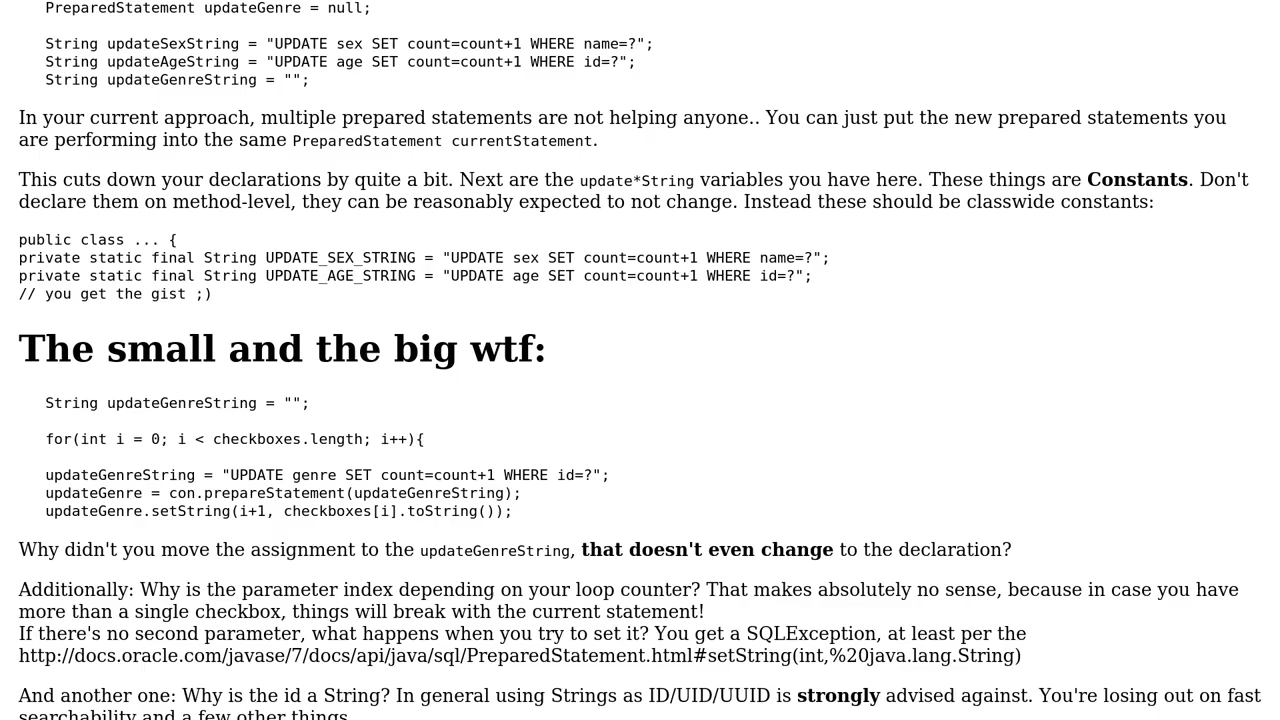 PreparedStatement updateGenre = null;
String updateSexString = "UPDATE sex SET count=count+1 WHERE name=?";
String updateAgeString = "UPDATE age SET count=count+1 WHERE id=?";
String updateGenreString = "";
In your current approach, multiple prepared statements are not helping anyone.. You can just put the new prepared statements you
are performing into the same PreparedStatement currentStatement.
This cuts down your declarations by quite a bit. Next are the update*String variables you have here. These things are Constants. Don't
declare them on method-level, they can be reasonably expected to not change. Instead these should be classwide constants:
public class ... {
private static final String UPDATE_SEX_STRING = "UPDATE sex SET count=count+1 WHERE name=?";
private static final String UPDATE_AGE_STRING = "UPDATE age SET count=count+1 WHERE id=?";
// you get the gist ;)
The small and the big wtf:
String updateGenreString = "";
for(int i = 0; i < checkboxes.length; i++){
updateGenreString = "UPDATE genre SET count=count+1 WHERE id=?";
updateGenre = con.prepareStatement(updateGenreString);
updateGenre.setString(i+1, checkboxes[i].toString());
Why didn't you move the assignment to the updateGenreString, that doesn't even change to the declaration?
Additionally: Why is the parameter index depending on your loop counter? That makes absolutely no sense, because in case you have
more than a single checkbox, things will break with the current statement!
If there's no second parameter, what happens when you try to set it? You get a SQLException, at least per the
http://docs.oracle.com/javase/7/docs/api/java/sql/PreparedStatement.html#setString(int,%20java.lang.String)
And another one: Why is the id a String? In general using Strings as ID/UID/UUID is strongly advised against. You're losing out on fast
searchability and a few other things